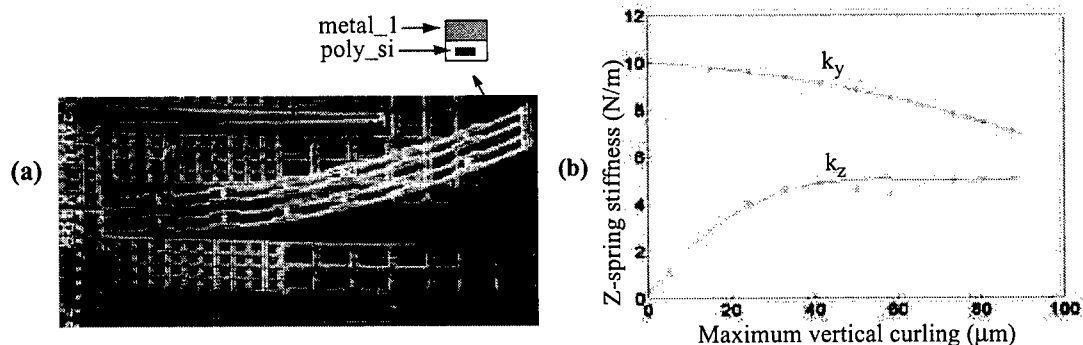 metal_1
poly_si
(a)
(b)
Z-spring stiffness (N/m)
12
10
8
6
4
2
0
k_y
k_z
0
20
40
60
80
100
Maximum vertical curling (μm)